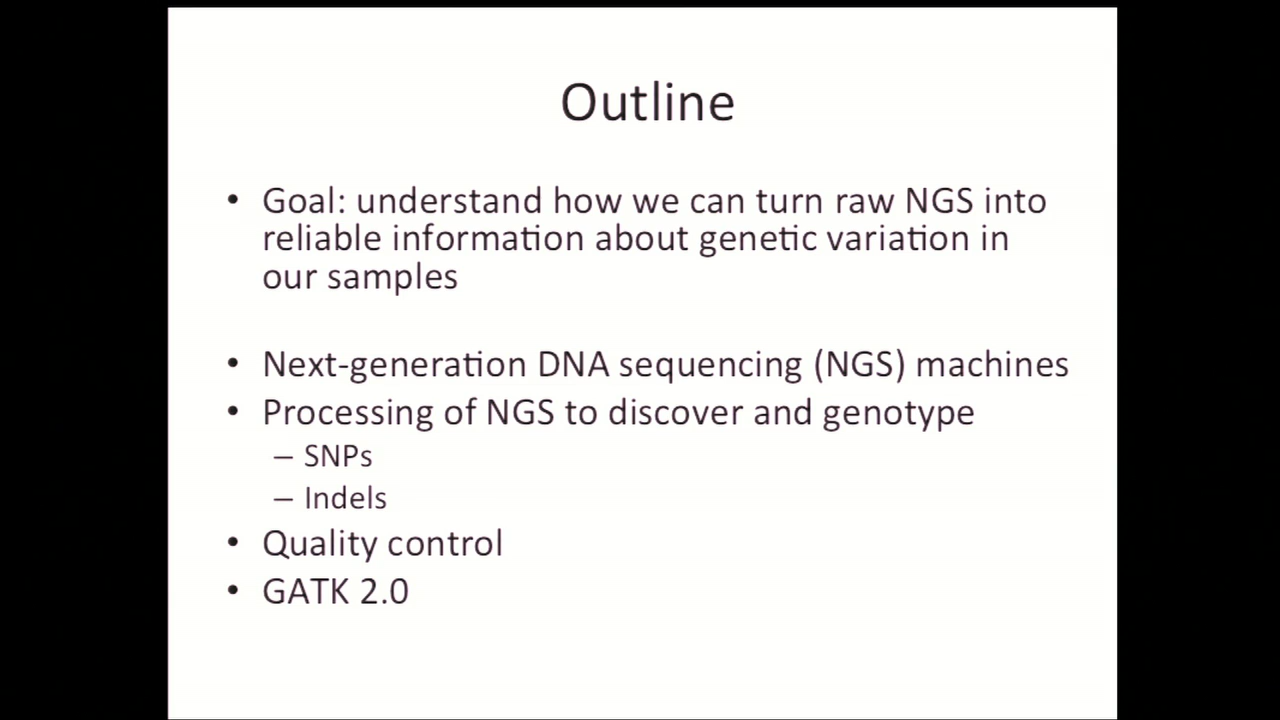 Outline
• Goal: understand how we can turn raw NGS into
reliable information about genetic variation in
our samples
• Next-generation DNA sequencing (NGS) machines
• Processing of NGS to discover and genotype
– SNPs
– Indels
• Quality control
• GATK 2.0